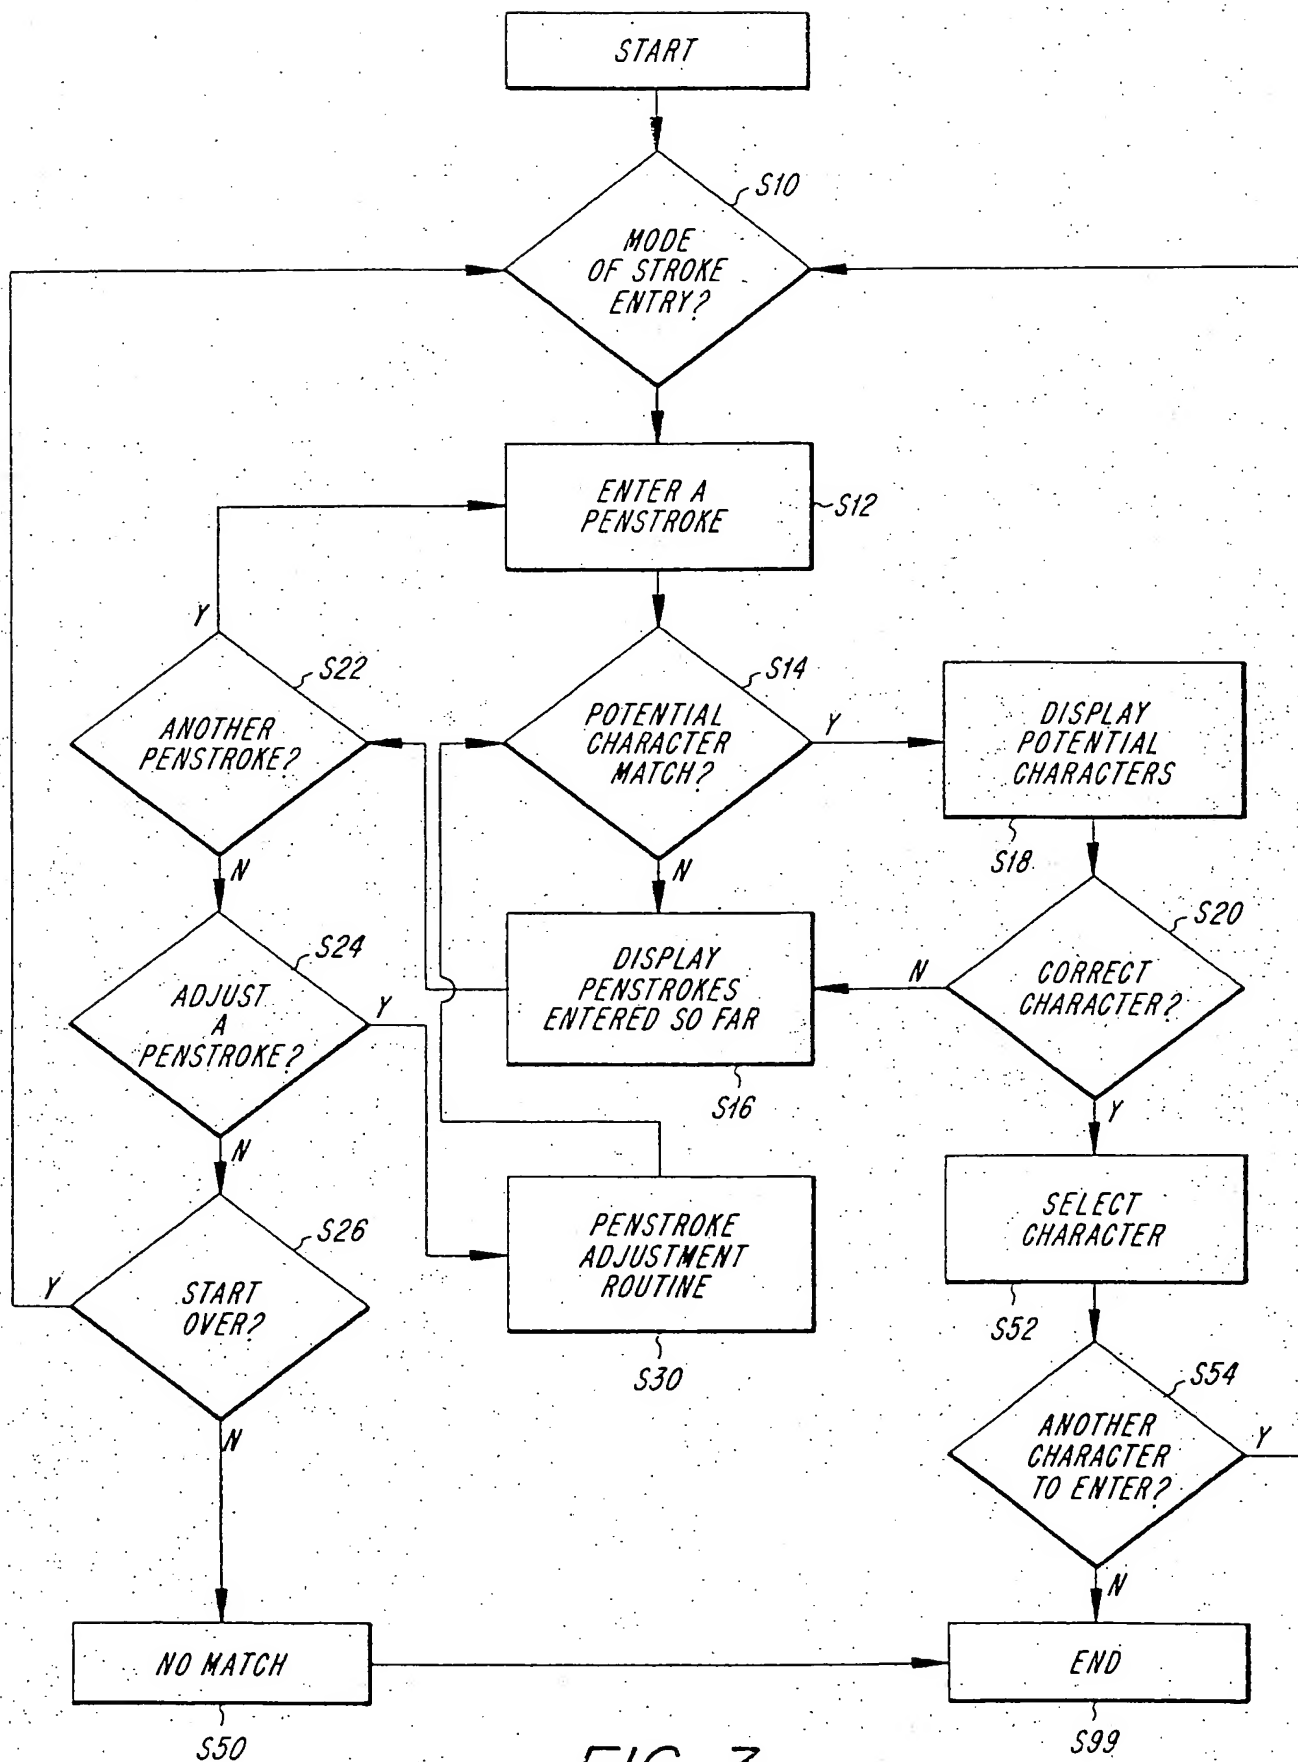 START
S10
MODE
OF STROKE
ENTRY?
ENTER A
PENSTROKE
S12
Y
S22
ANOTHER
PENSTROKE?
N
S14
POTENTIAL
CHARACTER
MATCH?
Y
N
DISPLAY
POTENTIAL
CHARACTERS
S18
S20
CORRECT
CHARACTER?
N
Y
DISPLAY
PENSTROKES
ENTERED SO FAR
S16
S24
ADJUST
A
PENSTROKE?
Y
N
S26
START
OVER?
Y
N
PENSTROKE
ADJUSTMENT
ROUTINE
S30
SELECT
CHARACTER
S52
S54
ANOTHER
CHARACTER
TO ENTER?
Y
N
NO MATCH
S50
END
S99
FIG. 3